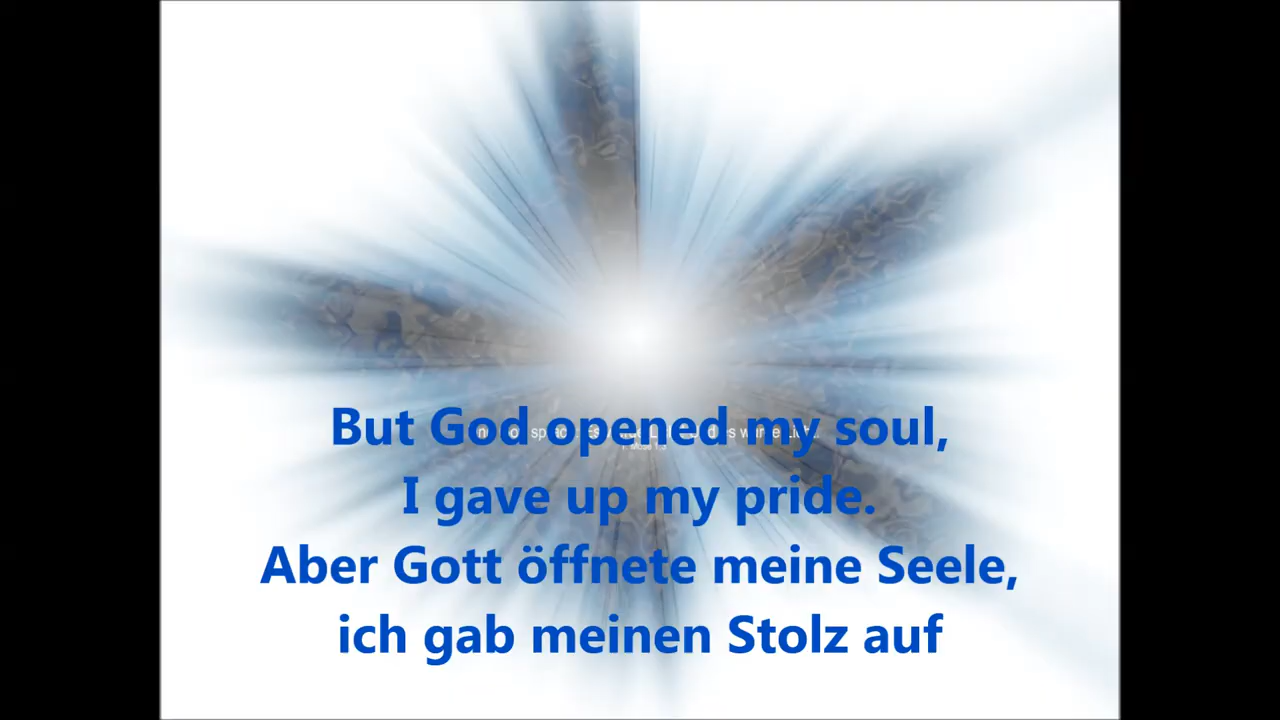 But God opened my soul,
I gave up my pride.
Aber Gott öffnete meine Seele,
ich gab meinen Stolz auf